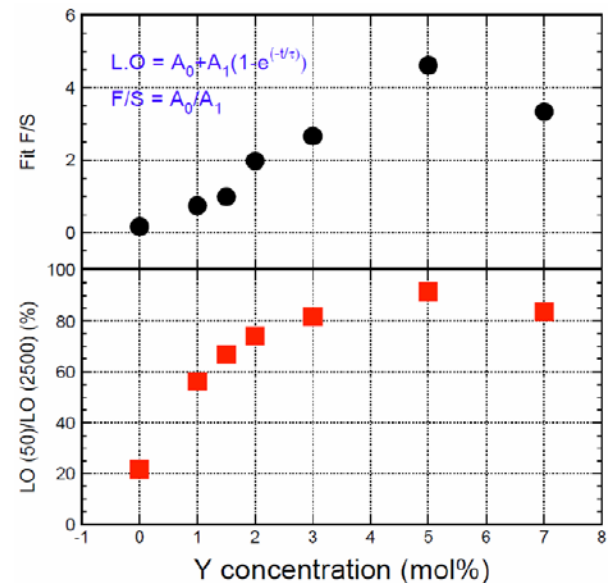 6
L.O = A₀+A₁(1-e^(-t/τ))
F/S = A₀/A₁
4
2
0
Fit F/S
100
80
60
40
20
0
LO (50)/LO (2500) (%)
-1 0 1 2 3 4 5 6 7 8
Y concentration (mol%)